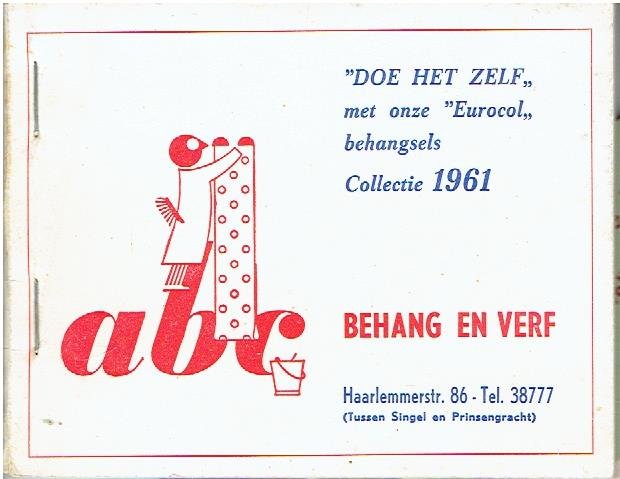 ”DOE HET ZELF„
met onze ”Eurocol„
behangsels
Collectie 1961
abc
BEHANG EN VERF
Haarlemmerstr. 86 - Tel. 38777
(Tussen Singel en Prinsengracht)